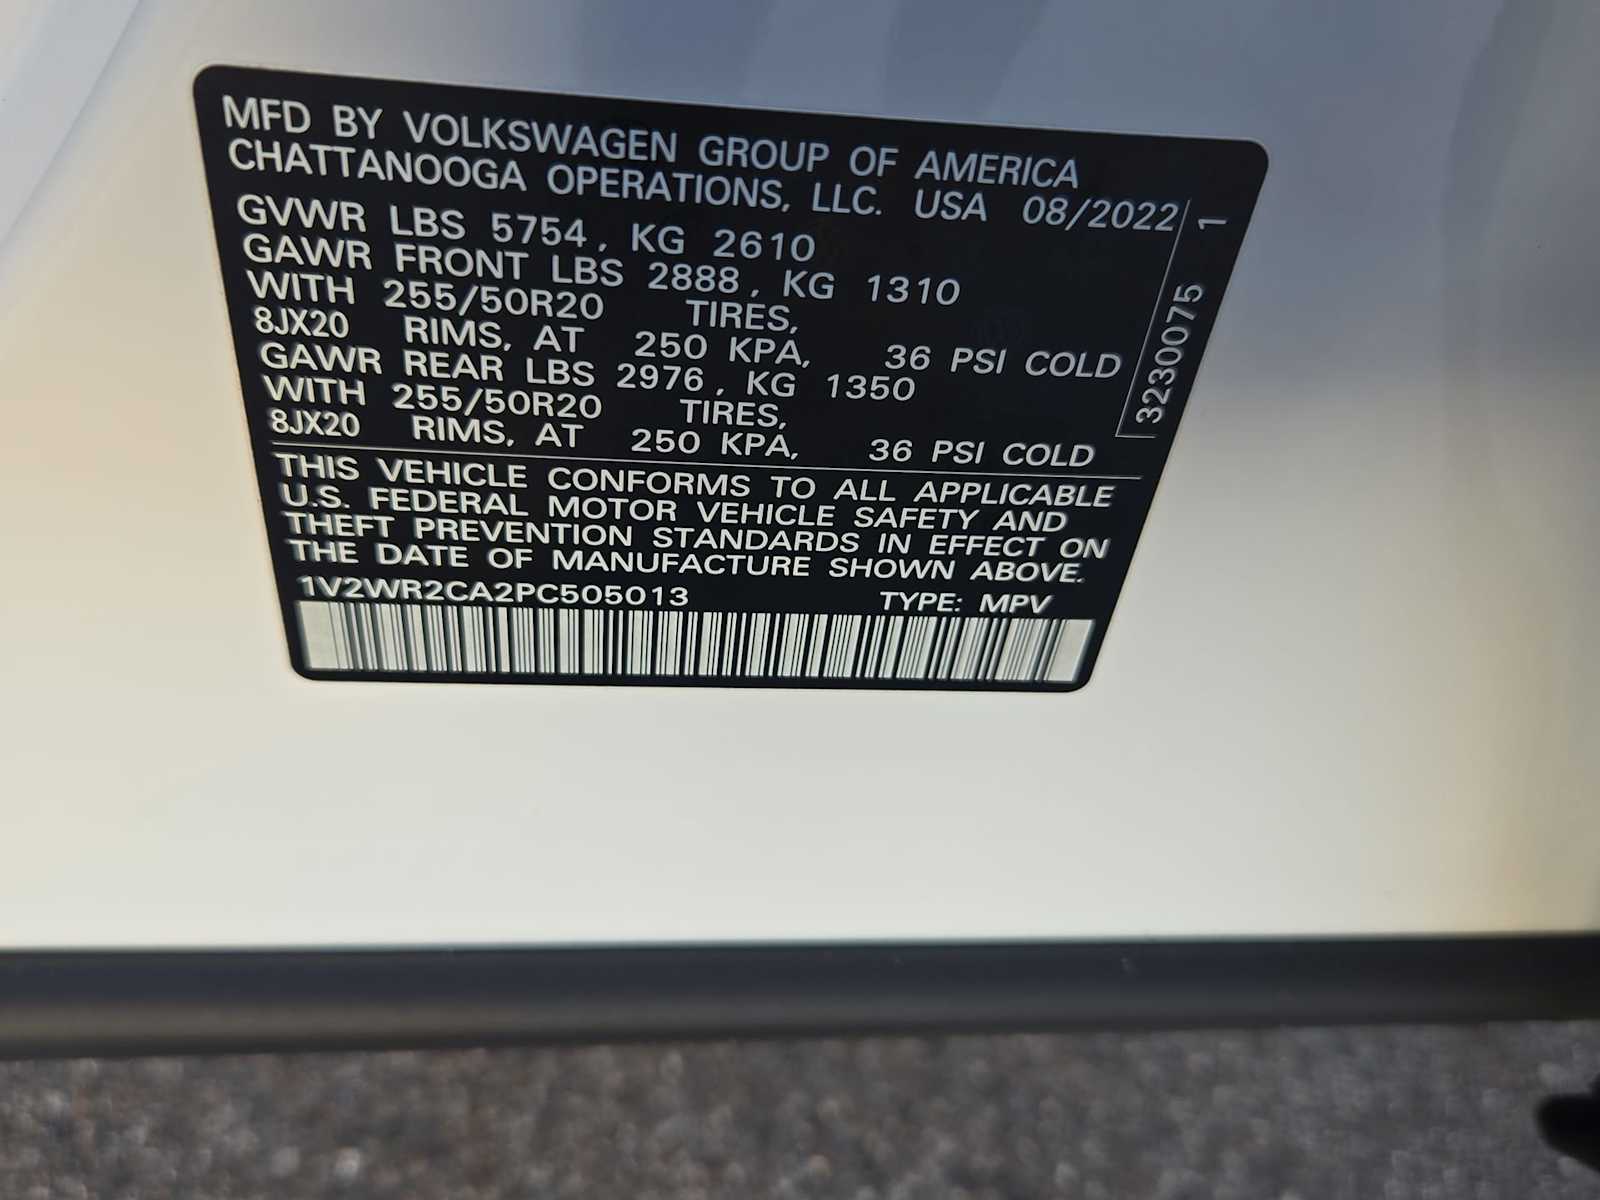 MFD BY VOLKSWAGEN GROUP OF AMERICA
CHATTANOOGA OPERATIONS, LLC. USA 08/2022
GVWR LBS 5754, KG 2610
GAWR FRONT LBS 2888, KG 1310
WITH 255/50R20 TIRES,
8JX20 RIMS, AT 250 KPA, 36 PSI COLD
GAWR REAR LBS 2976, KG 1350
WITH 255/50R20 TIRES,
8JX20 RIMS, AT 250 KPA, 36 PSI COLD
THIS VEHICLE CONFORMS TO ALL APPLICABLE
U.S. FEDERAL MOTOR VEHICLE SAFETY AND
THEFT PREVENTION STANDARDS IN EFFECT ON
THE DATE OF MANUFACTURE SHOWN ABOVE.
1V2WR2CA2PC505013 TYPE: MPV
3230075 1